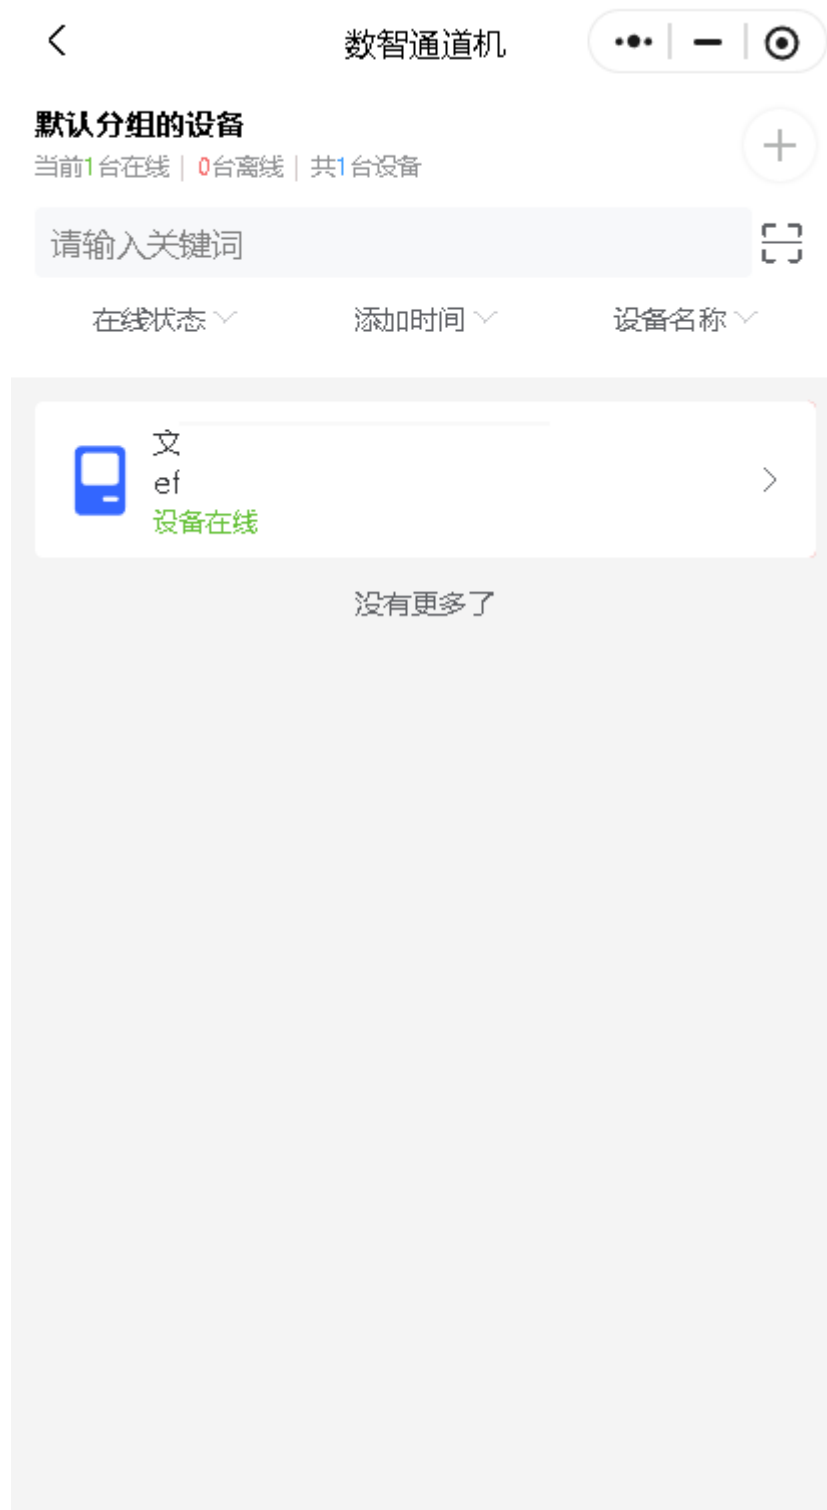 数智通道机
默认分组的设备
当前1台在线 | 0台离线 | 共1台设备
请输入关键词
在线状态 添加时间 设备名称
文
ef
设备在线
没有更多了